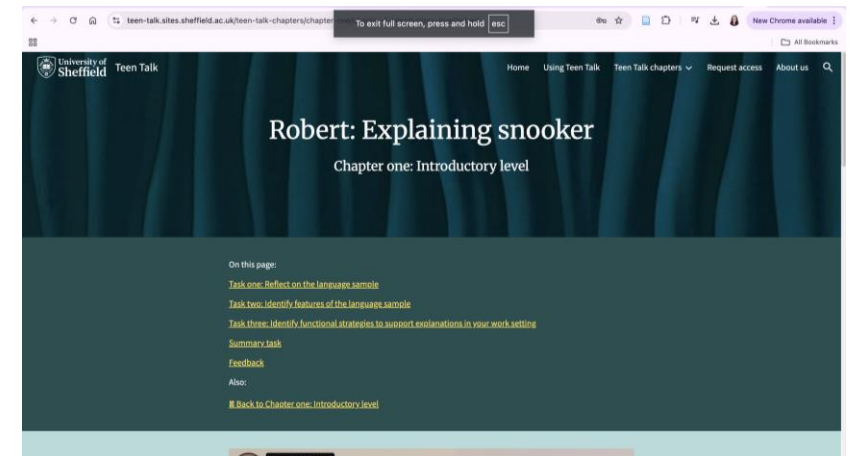 teen-talk.sites.sheffield.ac.uk/teen-talk-chapters/chapter
To exit full screen, press and hold esc
New Chrome available
All Bookmarks
University of
Sheffield
Teen Talk
Home Using Teen Talk Teen Talk chapters Request access About us
Robert: Explaining snooker
Chapter one: Introductory level
On this page:
Task one: Reflect on the language sample
Task two: Identify features of the language sample
Task three: Identify functional strategies to support explanations in your work setting
Summary task
Feedback
Also:
Back to Chapter one: Introductory level